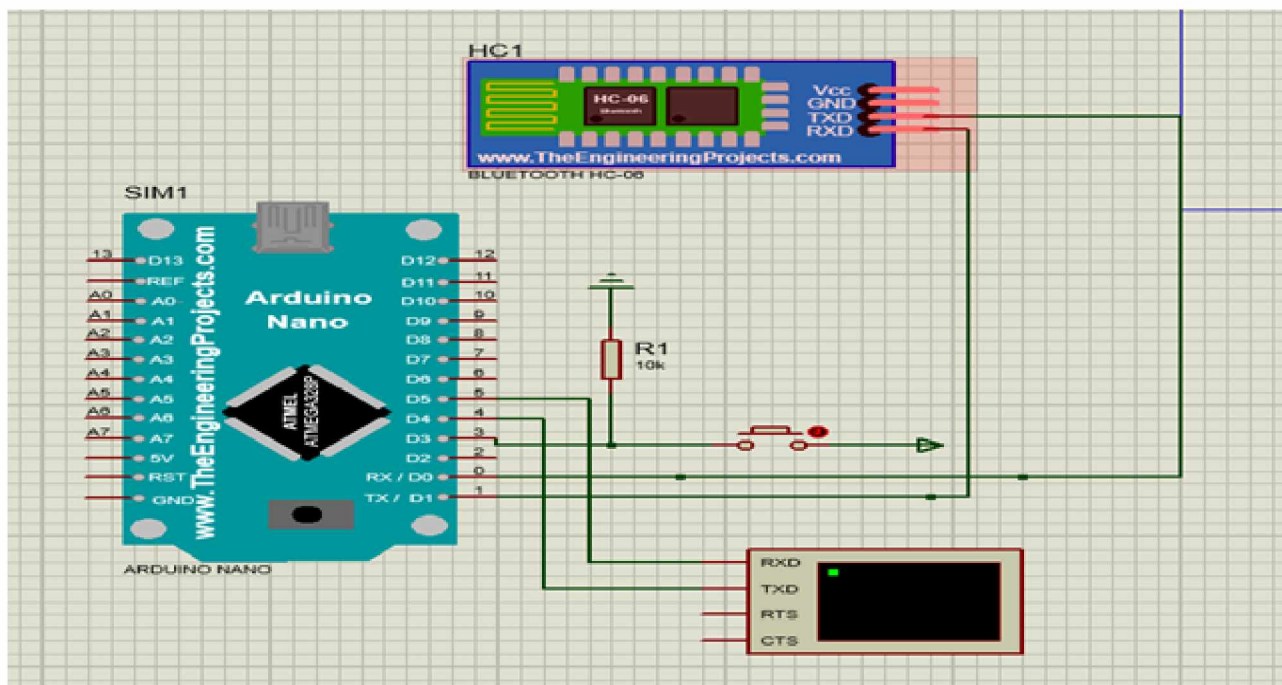 HC1
HC-06
Bluetooth
Vcc
GND
TXD
RXD
www.TheEngineeringProjects.com
BLUETOOTH HC-06
SIM1
www.TheEngineeringProjects.com
Arduino
Nano
ATMEL
ATMEGA328P
13 D13
REF
A0 A0
A1 A1
A2 A2
A3 A3
A4 A4
A5 A5
A6 A6
A7 A7
5V
RST
GND
D12 12
D11 11
D10 10
D9 9
D8 8
D7 7
D6 6
D5 5
D4 4
D3 3
D2 2
RX / D0 0
TX / D1 1
ARDUINO NANO
R1
10k
RXD
TXD
RTS
CTS